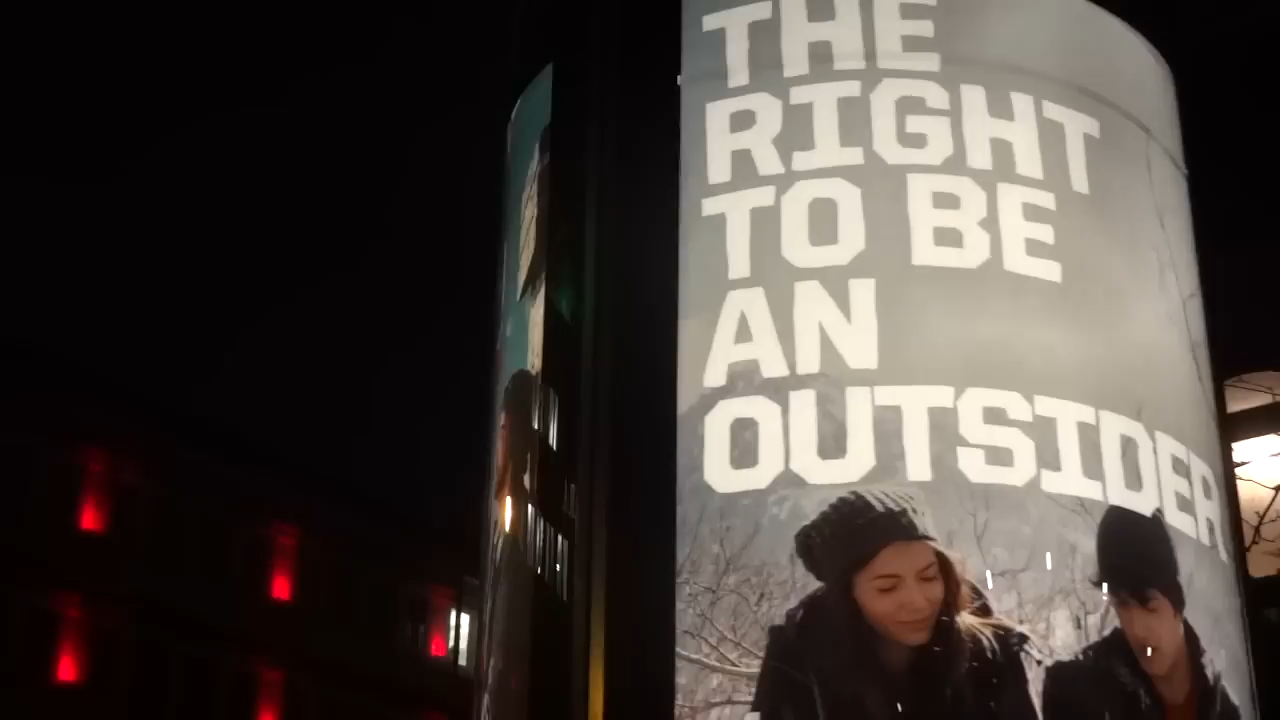 THE
RIGHT
TO BE
AN
OUTSIDER